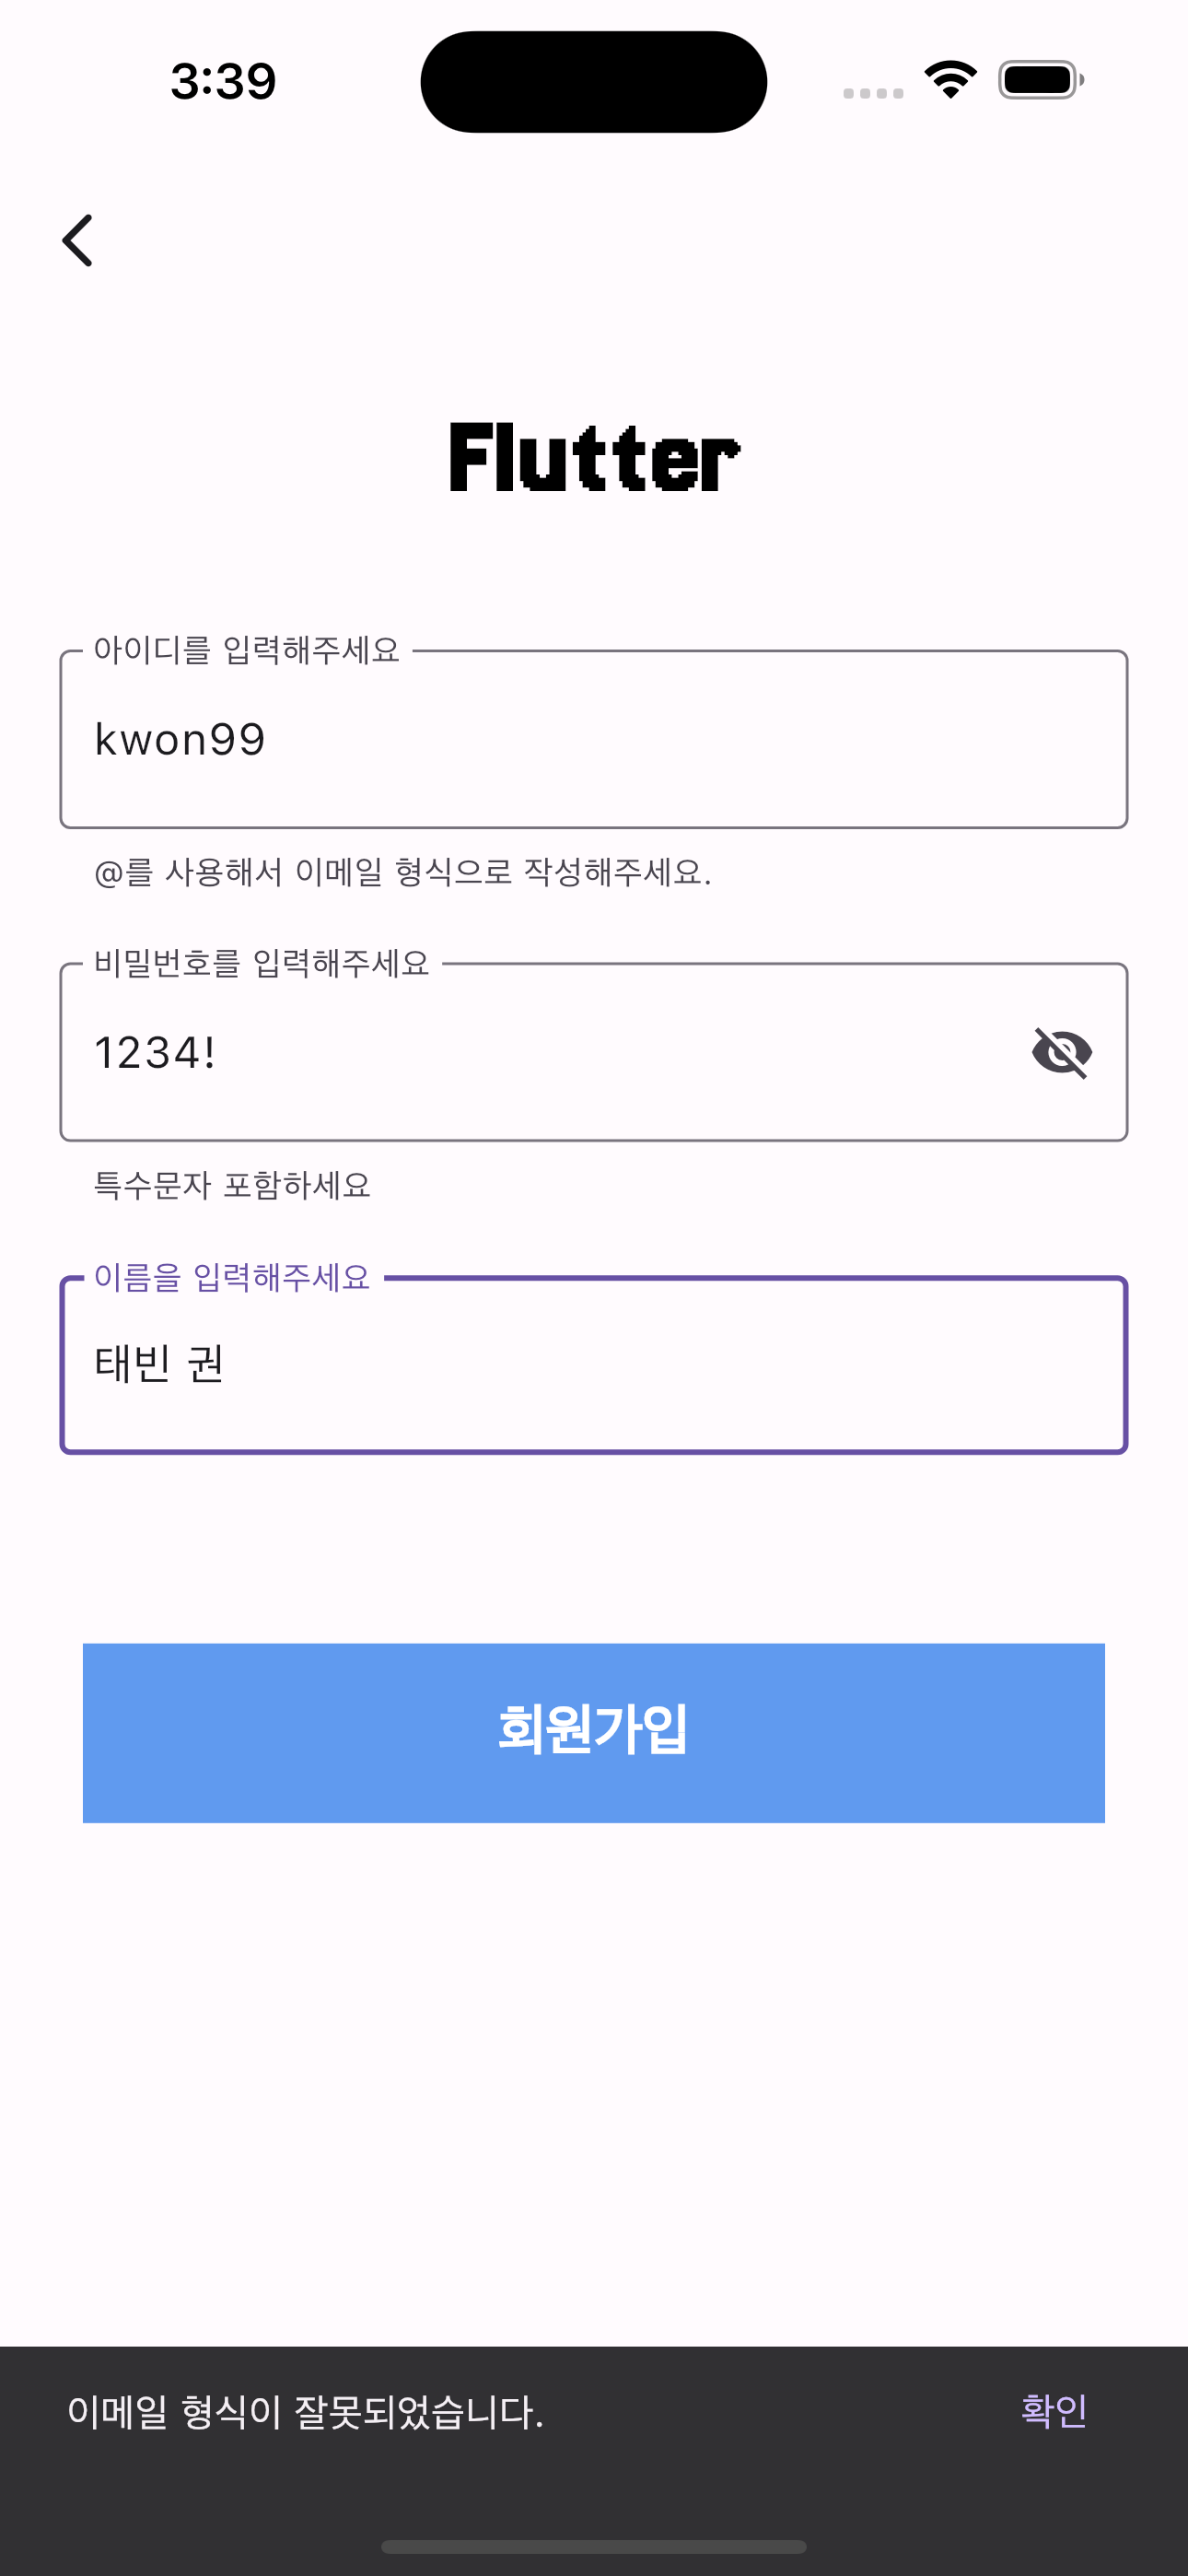 3:39
Flutter
아이디를 입력해주세요
kwon99
@를 사용해서 이메일 형식으로 작성해주세요.
비밀번호를 입력해주세요
1234!
특수문자 포함하세요
이름을 입력해주세요
태빈 권
회원가입
이메일 형식이 잘못되었습니다. 확인